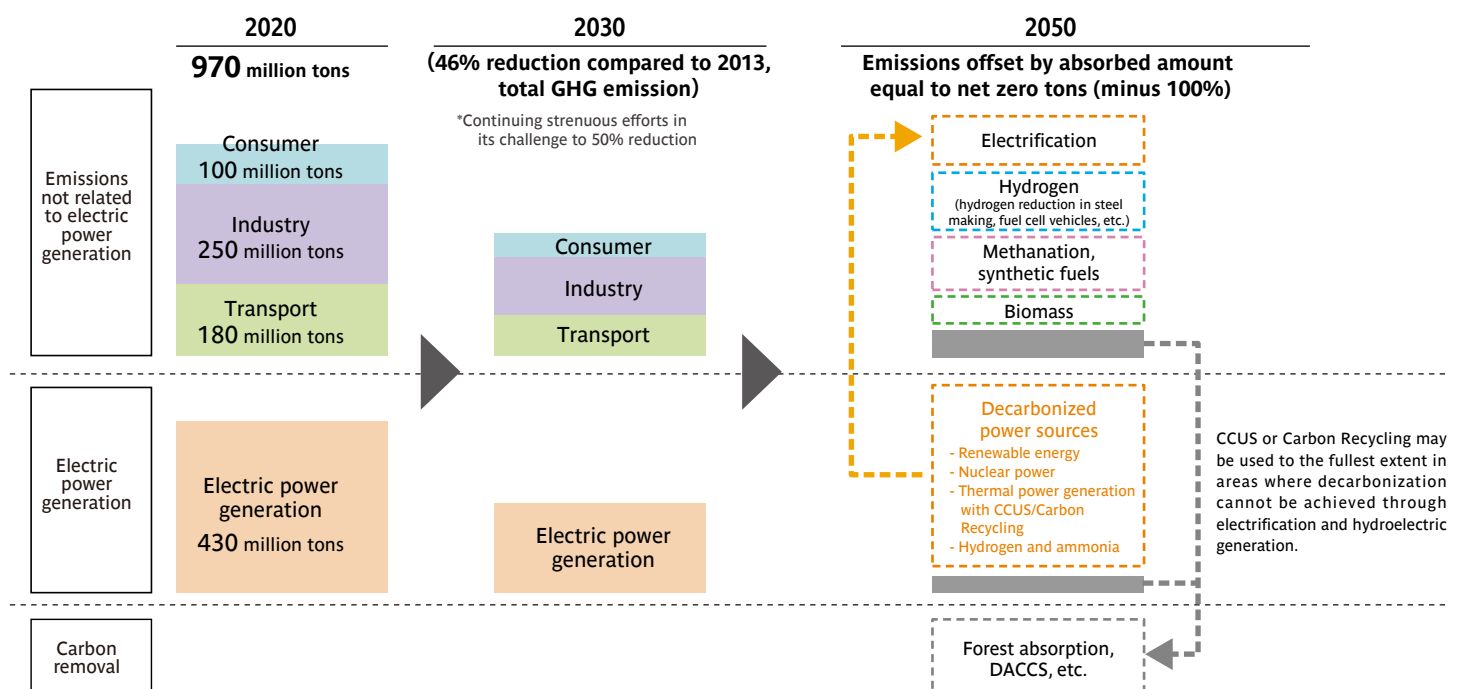 2020
970 million tons
2030
(46% reduction compared to 2013,
total GHG emission)
*Continuing strenuous efforts in
its challenge to 50% reduction
2050
Emissions offset by absorbed amount
equal to net zero tons (minus 100%)
Emissions
not related
to electric
power
generation
Consumer
100 million tons
Industry
250 million tons
Transport
180 million tons
Consumer
Industry
Transport
Electrification
Hydrogen
(hydrogen reduction in steel
making, fuel cell vehicles, etc.)
Methanation,
synthetic fuels
Biomass
Electric
power
generation
Electric power
generation
430 million tons
Electric power
generation
Decarbonized
power sources
- Renewable energy
- Nuclear power
- Thermal power generation
with CCUS/Carbon
Recycling
- Hydrogen and ammonia
CCUS or Carbon Recycling may
be used to the fullest extent in
areas where decarbonization
cannot be achieved through
electrification and hydroelectric
generation.
Carbon
removal
Forest absorption,
DACCS, etc.